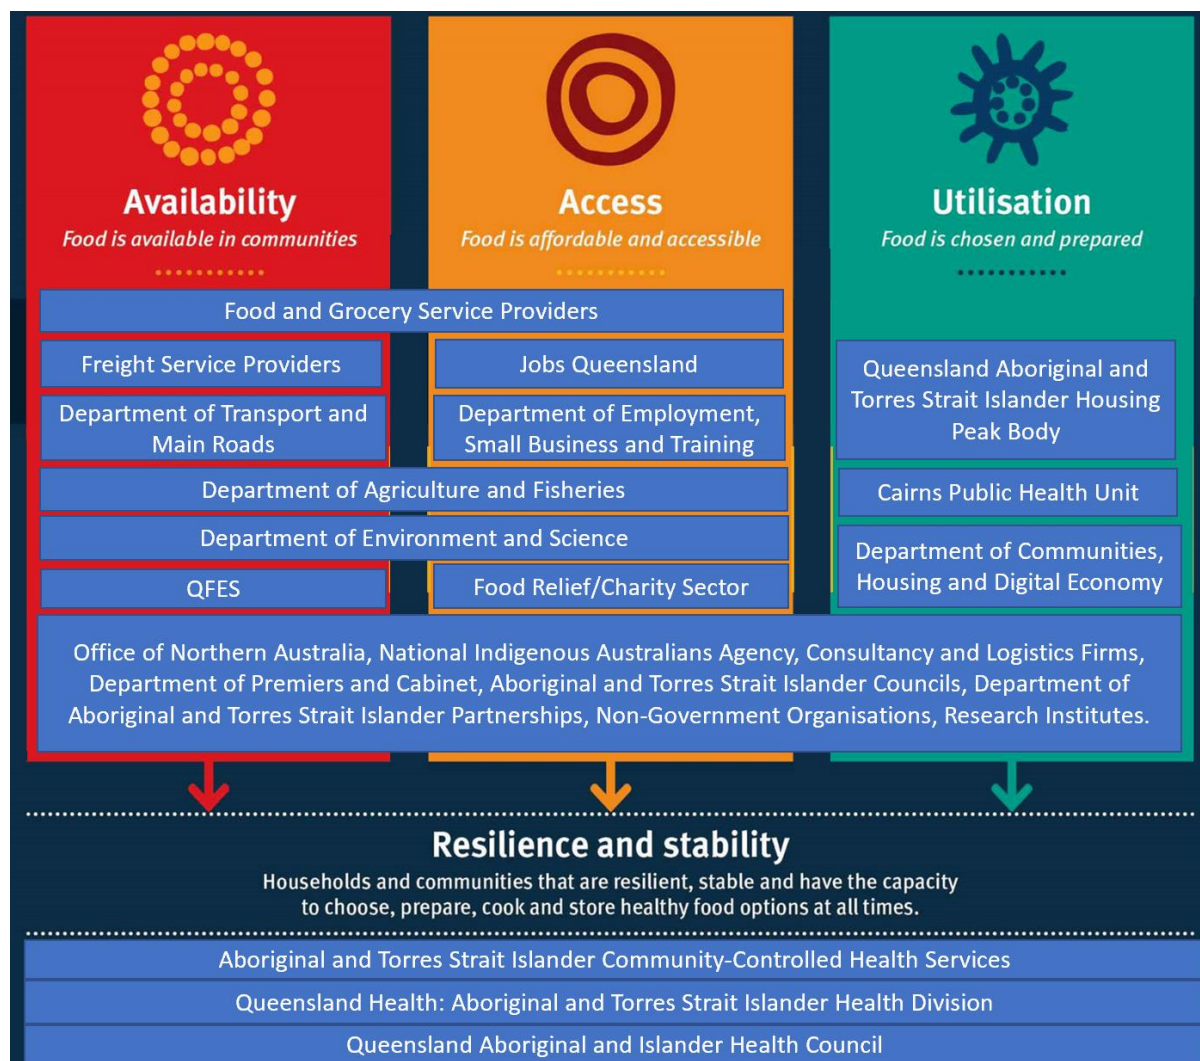 Availability
Food is available in communities
Access
Food is affordable and accessible
Utilisation
Food is chosen and prepared
Food and Grocery Service Providers
Freight Service Providers
Jobs Queensland
Queensland Aboriginal and
Torres Strait Islander Housing
Peak Body
Department of Transport and
Main Roads
Department of Employment,
Small Business and Training
Department of Agriculture and Fisheries
Cairns Public Health Unit
Department of Environment and Science
Department of Communities,
Housing and Digital Economy
QFES
Food Relief/Charity Sector
Office of Northern Australia, National Indigenous Australians Agency, Consultancy and Logistics Firms,
Department of Premiers and Cabinet, Aboriginal and Torres Strait Islander Councils, Department of
Aboriginal and Torres Strait Islander Partnerships, Non-Government Organisations, Research Institutes.
Resilience and stability
Households and communities that are resilient, stable and have the capacity
to choose, prepare, cook and store healthy food options at all times.
Aboriginal and Torres Strait Islander Community-Controlled Health Services
Queensland Health: Aboriginal and Torres Strait Islander Health Division
Queensland Aboriginal and Islander Health Council